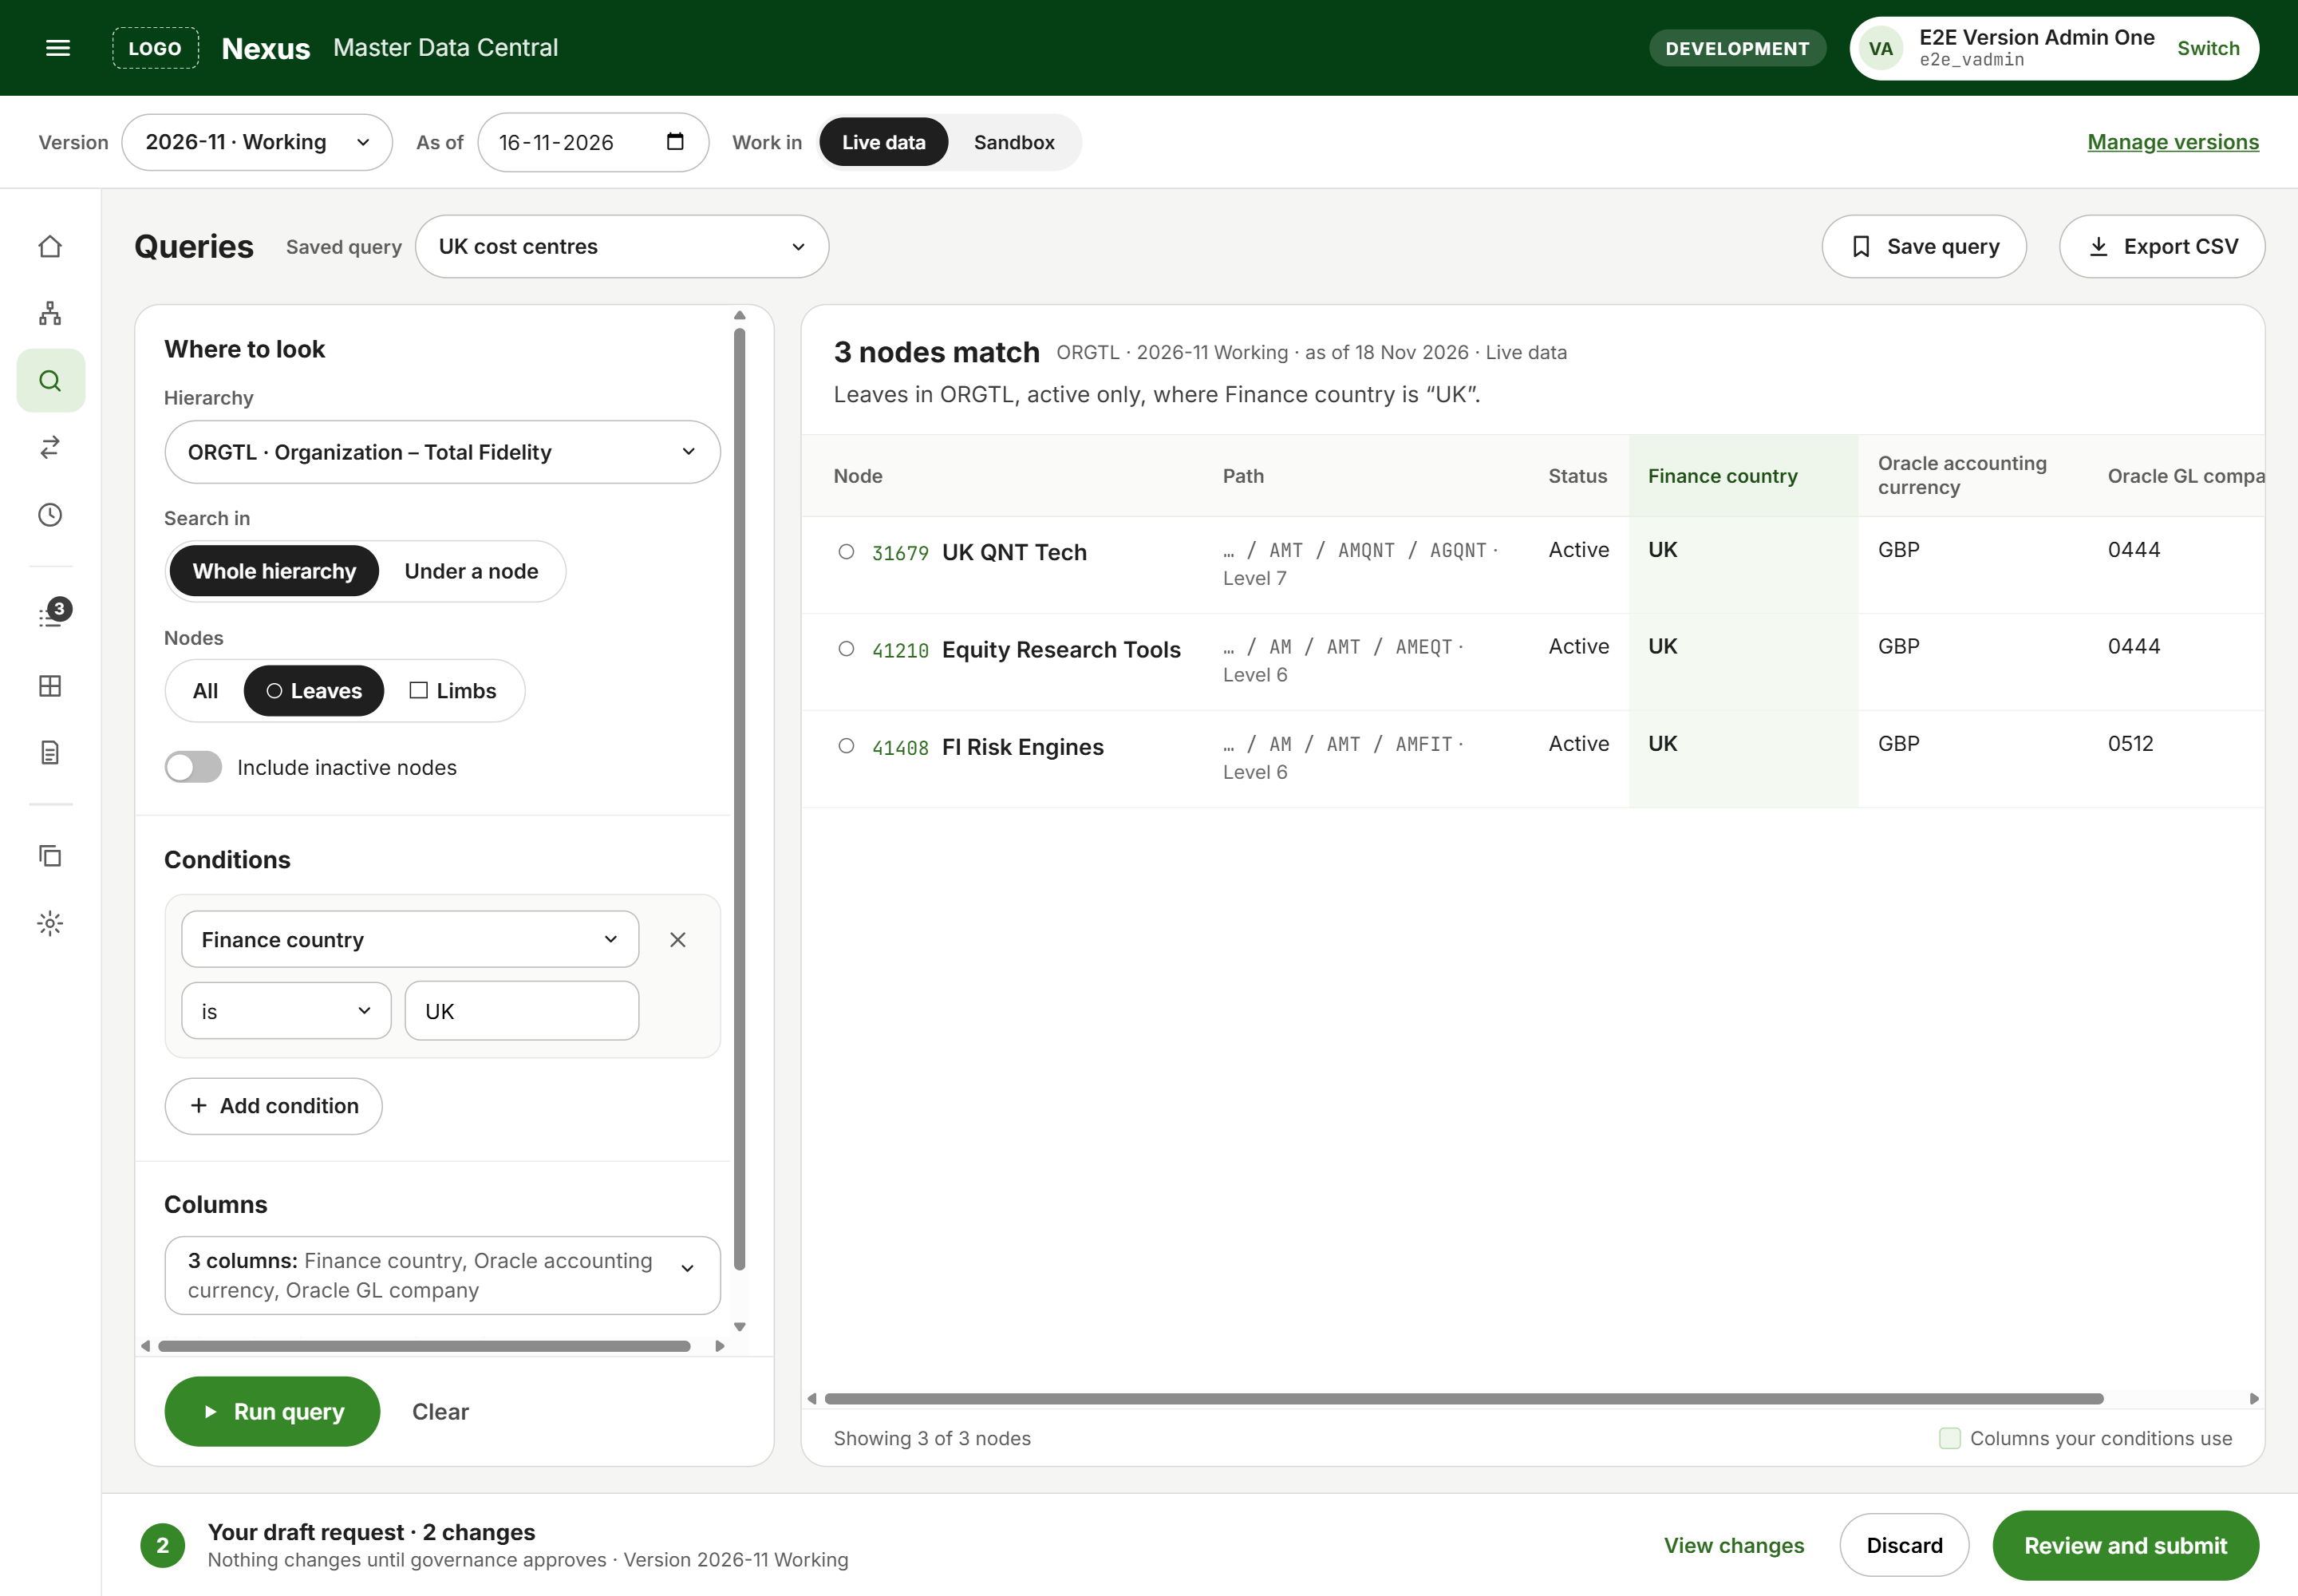 LOGO Nexus Master Data Central
DEVELOPMENT
VA E2E Version Admin One Switch
e2e_vadmin
Version 2026-11 · Working As of 16-11-2026 Work in Live data Sandbox Manage versions
Queries Saved query UK cost centres Save query Export CSV
Where to look
Hierarchy
ORGTL · Organization – Total Fidelity
Search in
Whole hierarchy Under a node
Nodes
All Leaves Limbs
Include inactive nodes
Conditions
Finance country
is UK
Add condition
Columns
3 columns: Finance country, Oracle accounting
currency, Oracle GL company
Run query Clear
3 nodes match ORGTL · 2026-11 Working · as of 18 Nov 2026 · Live data
Leaves in ORGTL, active only, where Finance country is “UK”.
Node Path Status Finance country Oracle accounting currency Oracle GL compa
31679 UK QNT Tech … / AMT / AMQNT / AGQNT · Active UK GBP 0444
Level 7
41210 Equity Research Tools … / AM / AMT / AMEQT · Active UK GBP 0444
Level 6
41408 FI Risk Engines … / AM / AMT / AMFIT · Active UK GBP 0512
Level 6
Showing 3 of 3 nodes Columns your conditions use
3
2 Your draft request · 2 changes
Nothing changes until governance approves · Version 2026-11 Working
View changes Discard Review and submit